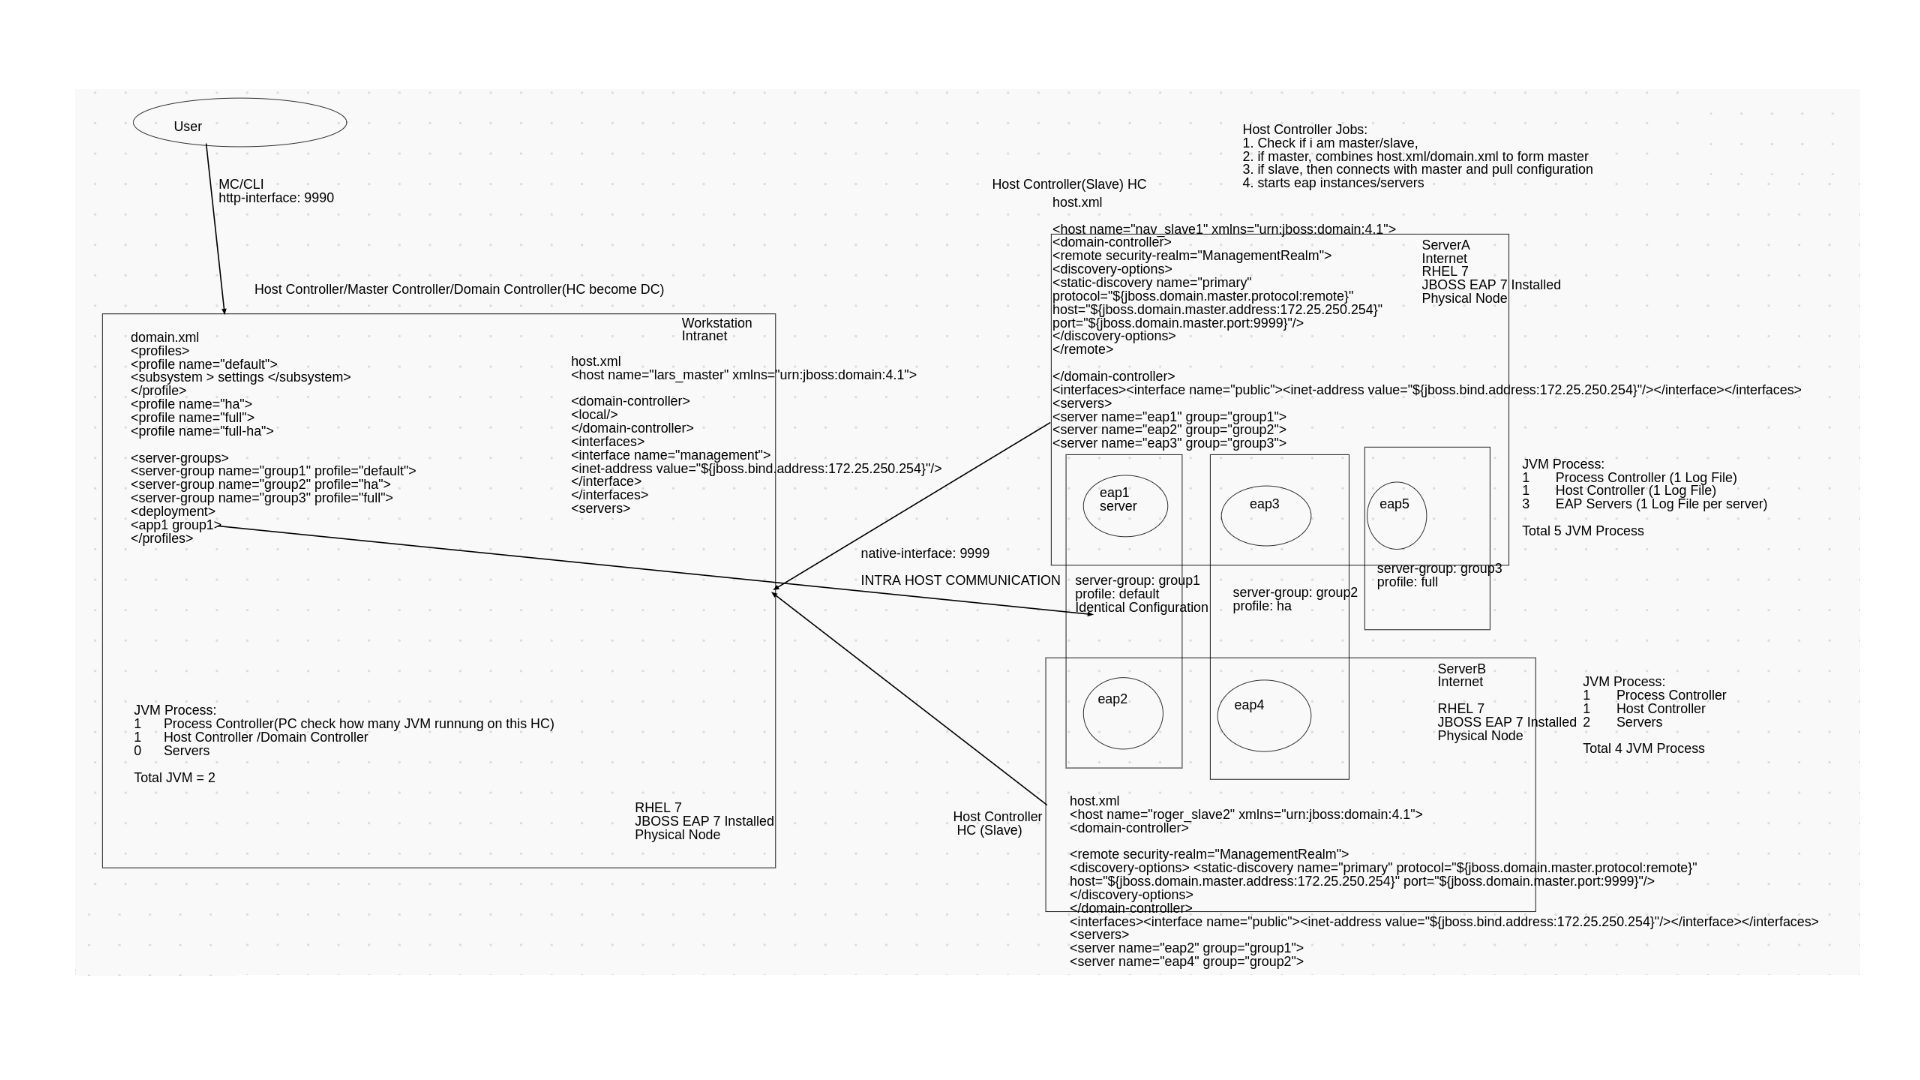 User
MC/CLI
http-interface: 9990
Host Controller/Master Controller/Domain Controller(HC become DC)
Workstation
Intranet
domain.xml
<profiles>
<profile name="default">
<subsystem > settings </subsystem>
</profile>
<profile name="ha">
<profile name="full">
<profile name="full-ha">
<server-groups>
<server-group name="group1" profile="default">
<server-group name="group2" profile="ha">
<server-group name="group3" profile="full">
<deployment>
<app1 group1>
</profiles>
host.xml
<host name="lars_master" xmlns="urn:jboss:domain:4.1">
<domain-controller>
<local/>
</domain-controller>
<interfaces>
<interface name="management">
<inet-address value="${jboss.bind.address:172.25.250.254}"/>
</interface>
</interfaces>
<servers>
JVM Process:
1 Process Controller(PC check how many JVM runnung on this HC)
1 Host Controller /Domain Controller
0 Servers
Total JVM = 2
RHEL 7
JBOSS EAP 7 Installed
Physical Node
native-interface: 9999
INTRA HOST COMMUNICATION
Host Controller Jobs:
1. Check if i am master/slave,
2. if master, combines host.xml/domain.xml to form master
3. if slave, then connects with master and pull configuration
4. starts eap instances/servers
Host Controller(Slave) HC
host.xml
<host name="nav_slave1" xmlns="urn:jboss:domain:4.1">
<domain-controller>
<remote security-realm="ManagementRealm">
<discovery-options>
<static-discovery name="primary"
protocol="${jboss.domain.master.protocol:remote}"
host="${jboss.domain.master.address:172.25.250.254}"
port="${jboss.domain.master.port:9999}"/>
</discovery-options>
</remote>
</domain-controller>
<interfaces><interface name="public"><inet-address value="${jboss.bind.address:172.25.250.254}"/></interface></interfaces>
<servers>
<server name="eap1" group="group1">
<server name="eap2" group="group2">
<server name="eap3" group="group3">
ServerA
Internet
RHEL 7
JBOSS EAP 7 Installed
Physical Node
eap1
server
eap3
eap5
JVM Process:
1 Process Controller (1 Log File)
1 Host Controller (1 Log File)
3 EAP Servers (1 Log File per server)
Total 5 JVM Process
server-group: group1
profile: default
Identical Configuration
server-group: group2
profile: ha
server-group: group3
profile: full
eap2
eap4
ServerB
Internet
RHEL 7
JBOSS EAP 7 Installed
Physical Node
JVM Process:
1 Process Controller
1 Host Controller
2 Servers
Total 4 JVM Process
Host Controller
HC (Slave)
host.xml
<host name="roger_slave2" xmlns="urn:jboss:domain:4.1">
<domain-controller>
<remote security-realm="ManagementRealm">
<discovery-options> <static-discovery name="primary" protocol="${jboss.domain.master.protocol:remote}"
host="${jboss.domain.master.address:172.25.250.254}" port="${jboss.domain.master.port:9999}"/>
</discovery-options>
</domain-controller>
<interfaces><interface name="public"><inet-address value="${jboss.bind.address:172.25.250.254}"/></interface></interfaces>
<servers>
<server name="eap2" group="group1">
<server name="eap4" group="group2">